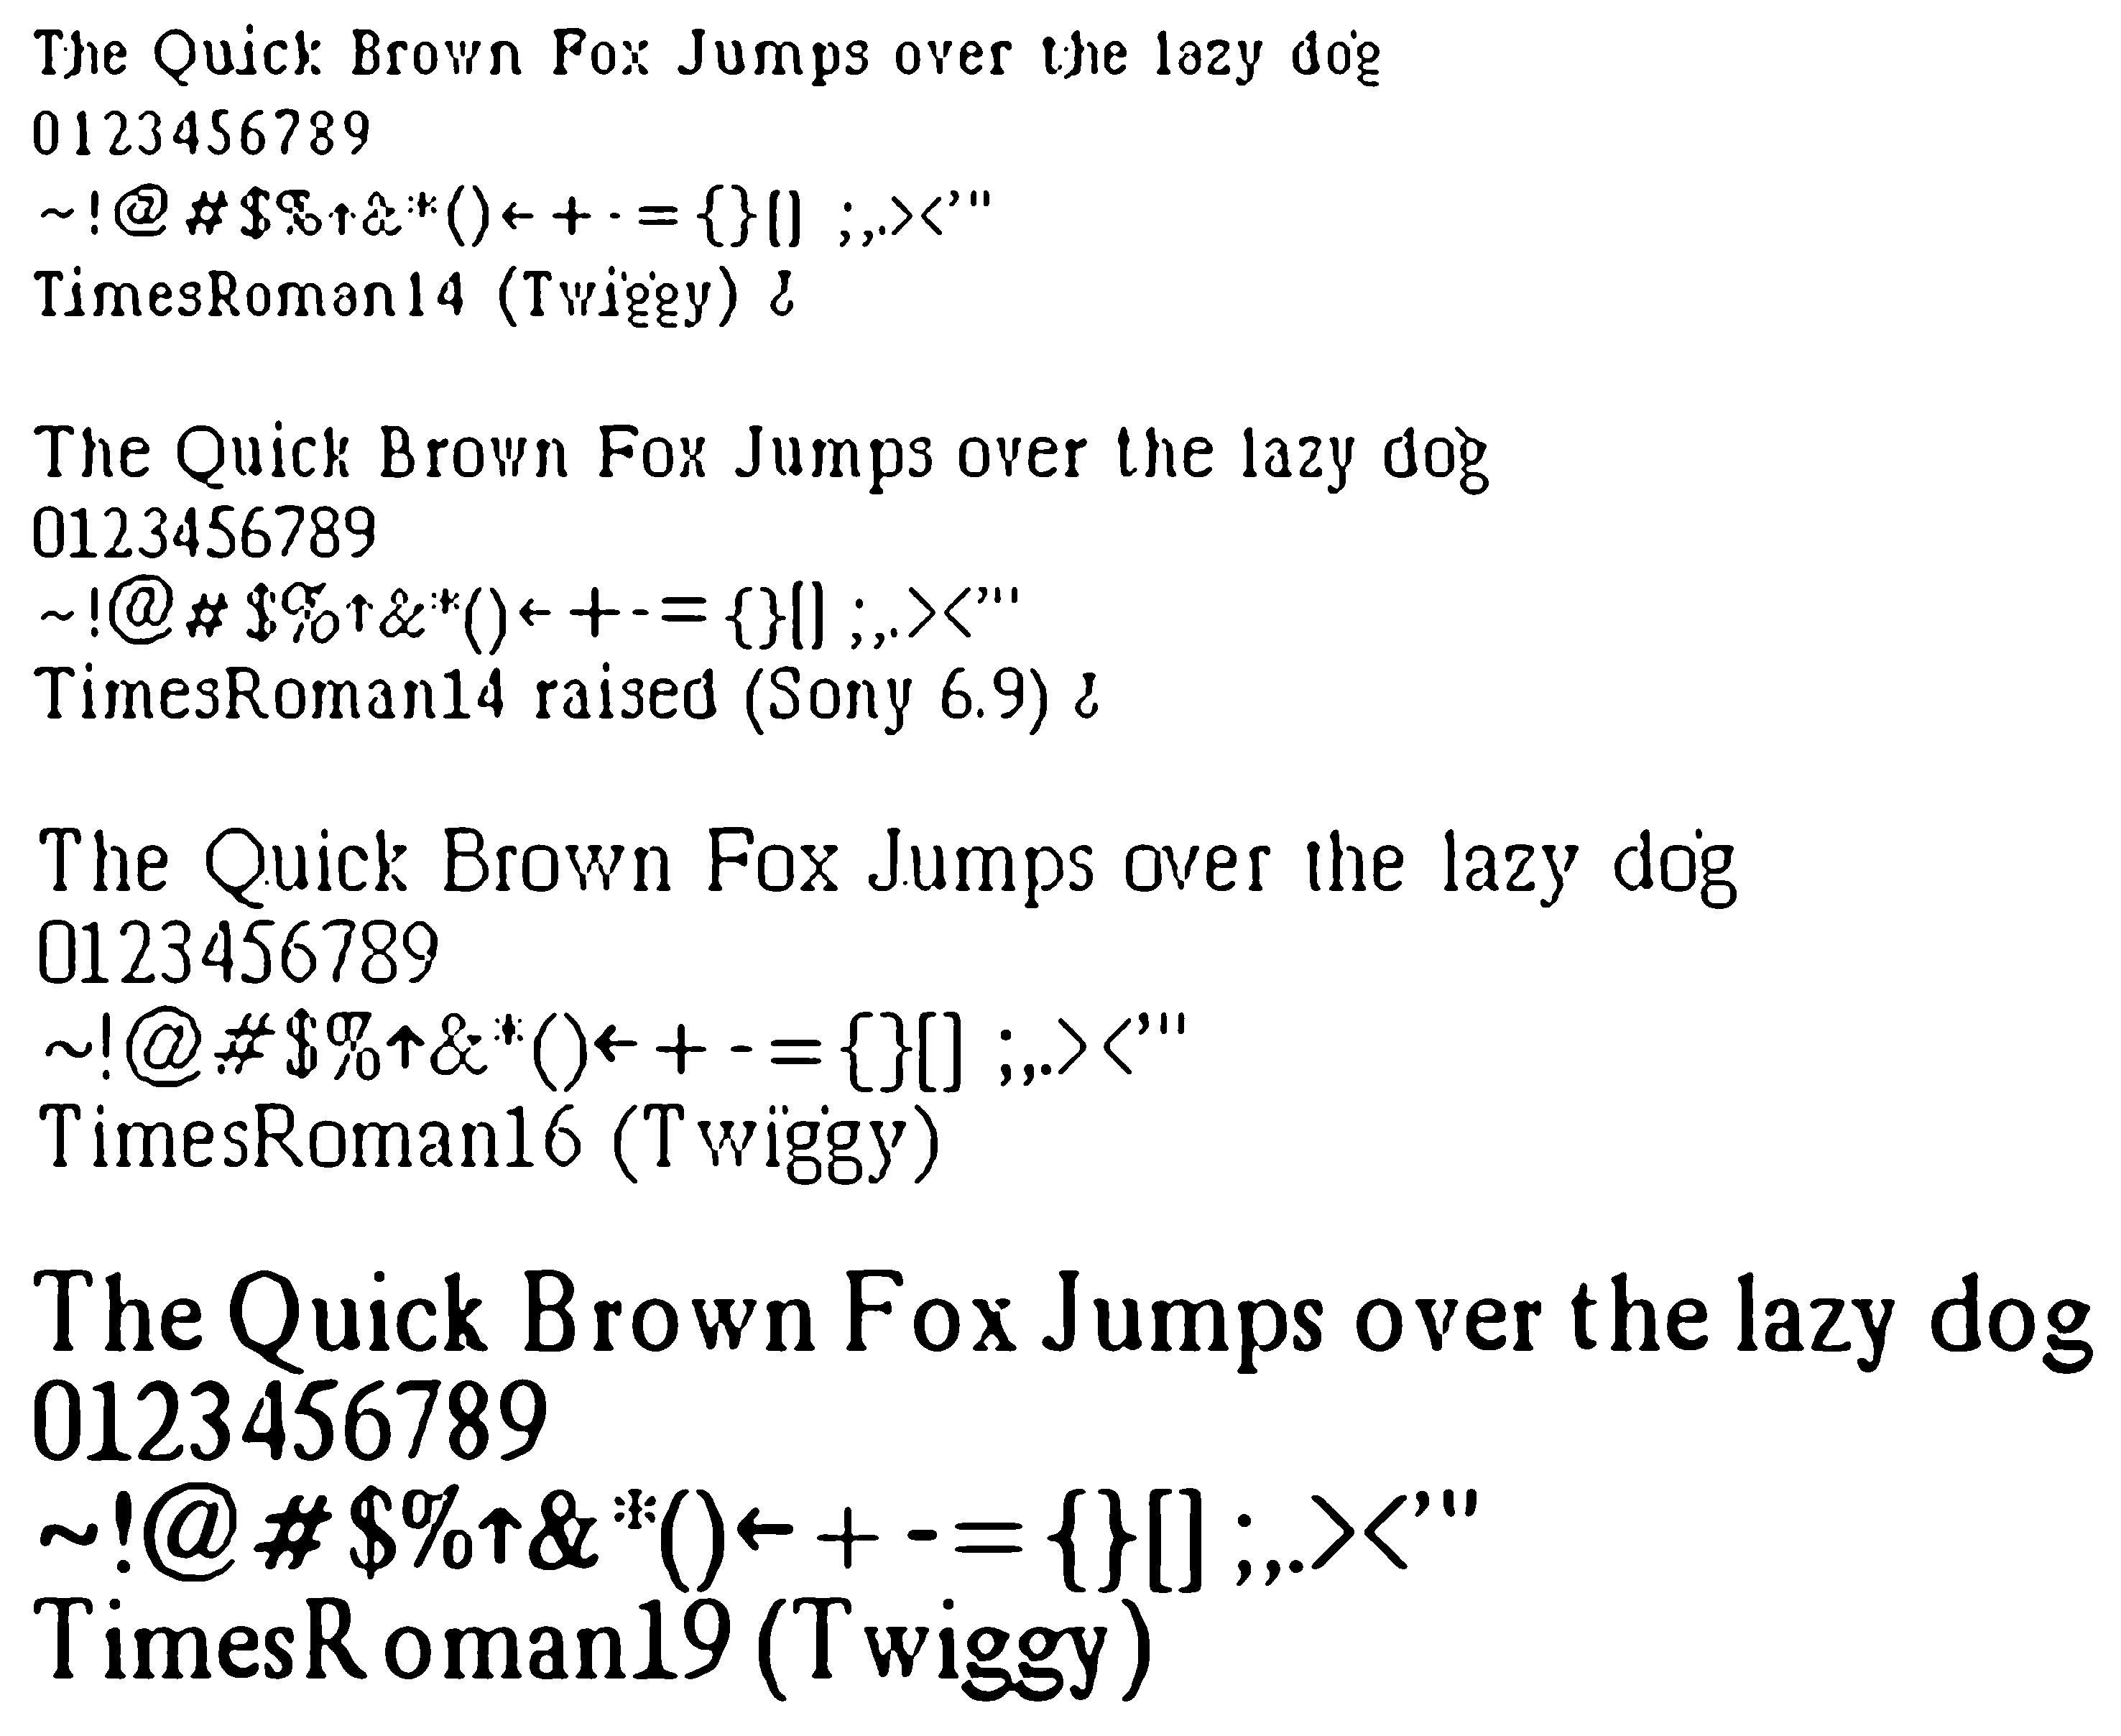 The Quick Brown Fox Jumps over the lazy dog
0123456789
~!@#$%↑&*()←+-={}[] ;,.><'"
TimesRoman14 (Twiggy) ¿
The Quick Brown Fox Jumps over the lazy dog
0123456789
~!@#$%↑&*()←+-={}[] ;,.><'"'
TimesRoman14 raised (Sony 6.9) ¿
The Quick Brown Fox Jumps over the lazy dog
0123456789
~!@#$%↑&*()←+-={}[] ;,.><'"
TimesRoman16 (Twiggy)
The Quick Brown Fox Jumps over the lazy dog
0123456789
~!@#$%↑&*()←+-={}[] ;,.><'"
TimesRoman19 (Twiggy)